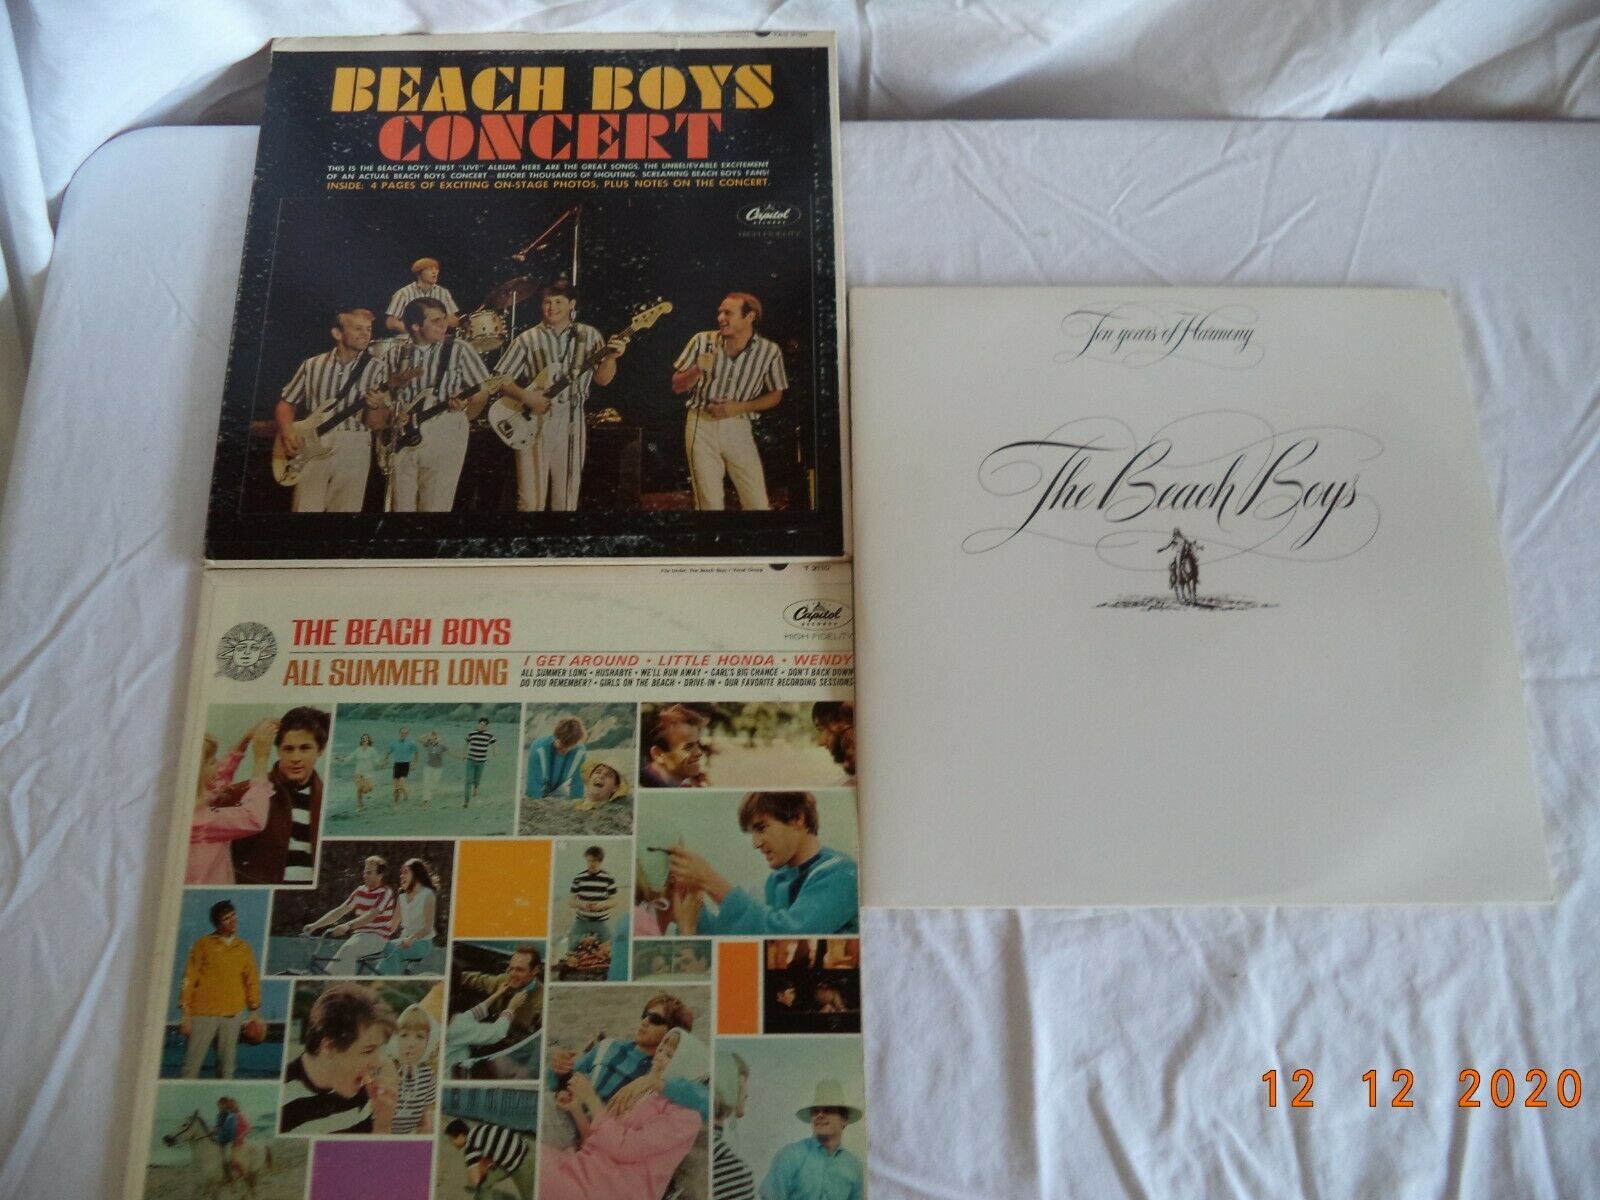 BEACH BOYS
CONCERT
THIS IS THE BEACH BOYS' FIRST "LIVE" ALBUM. HERE ARE THE GREAT SONGS, THE UNBELIEVABLE EXCITEMENT
OF AN ACTUAL BEACH BOYS CONCERT—BEFORE THOUSANDS OF SHOUTING, SCREAMING BEACH BOYS FANS!
INSIDE: 4 PAGES OF EXCITING ON-STAGE PHOTOS, PLUS NOTES ON THE CONCERT.
Capitol
RECORDS
HIGH FIDELITY
Ten years of Harmony
The Beach Boys
File Under: The Beach Boys • Vocal Group
T 2110
Capitol
RECORDS
HIGH FIDELITY
THE BEACH BOYS
ALL SUMMER LONG
I GET AROUND • LITTLE HONDA • WENDY
ALL SUMMER LONG • HUSHABYE • WE'LL RUN AWAY • CARL'S BIG CHANCE • DON'T BACK DOWN
DO YOU REMEMBER? • GIRLS ON THE BEACH • DRIVE-IN • OUR FAVORITE RECORDING SESSIONS
12 12 2020